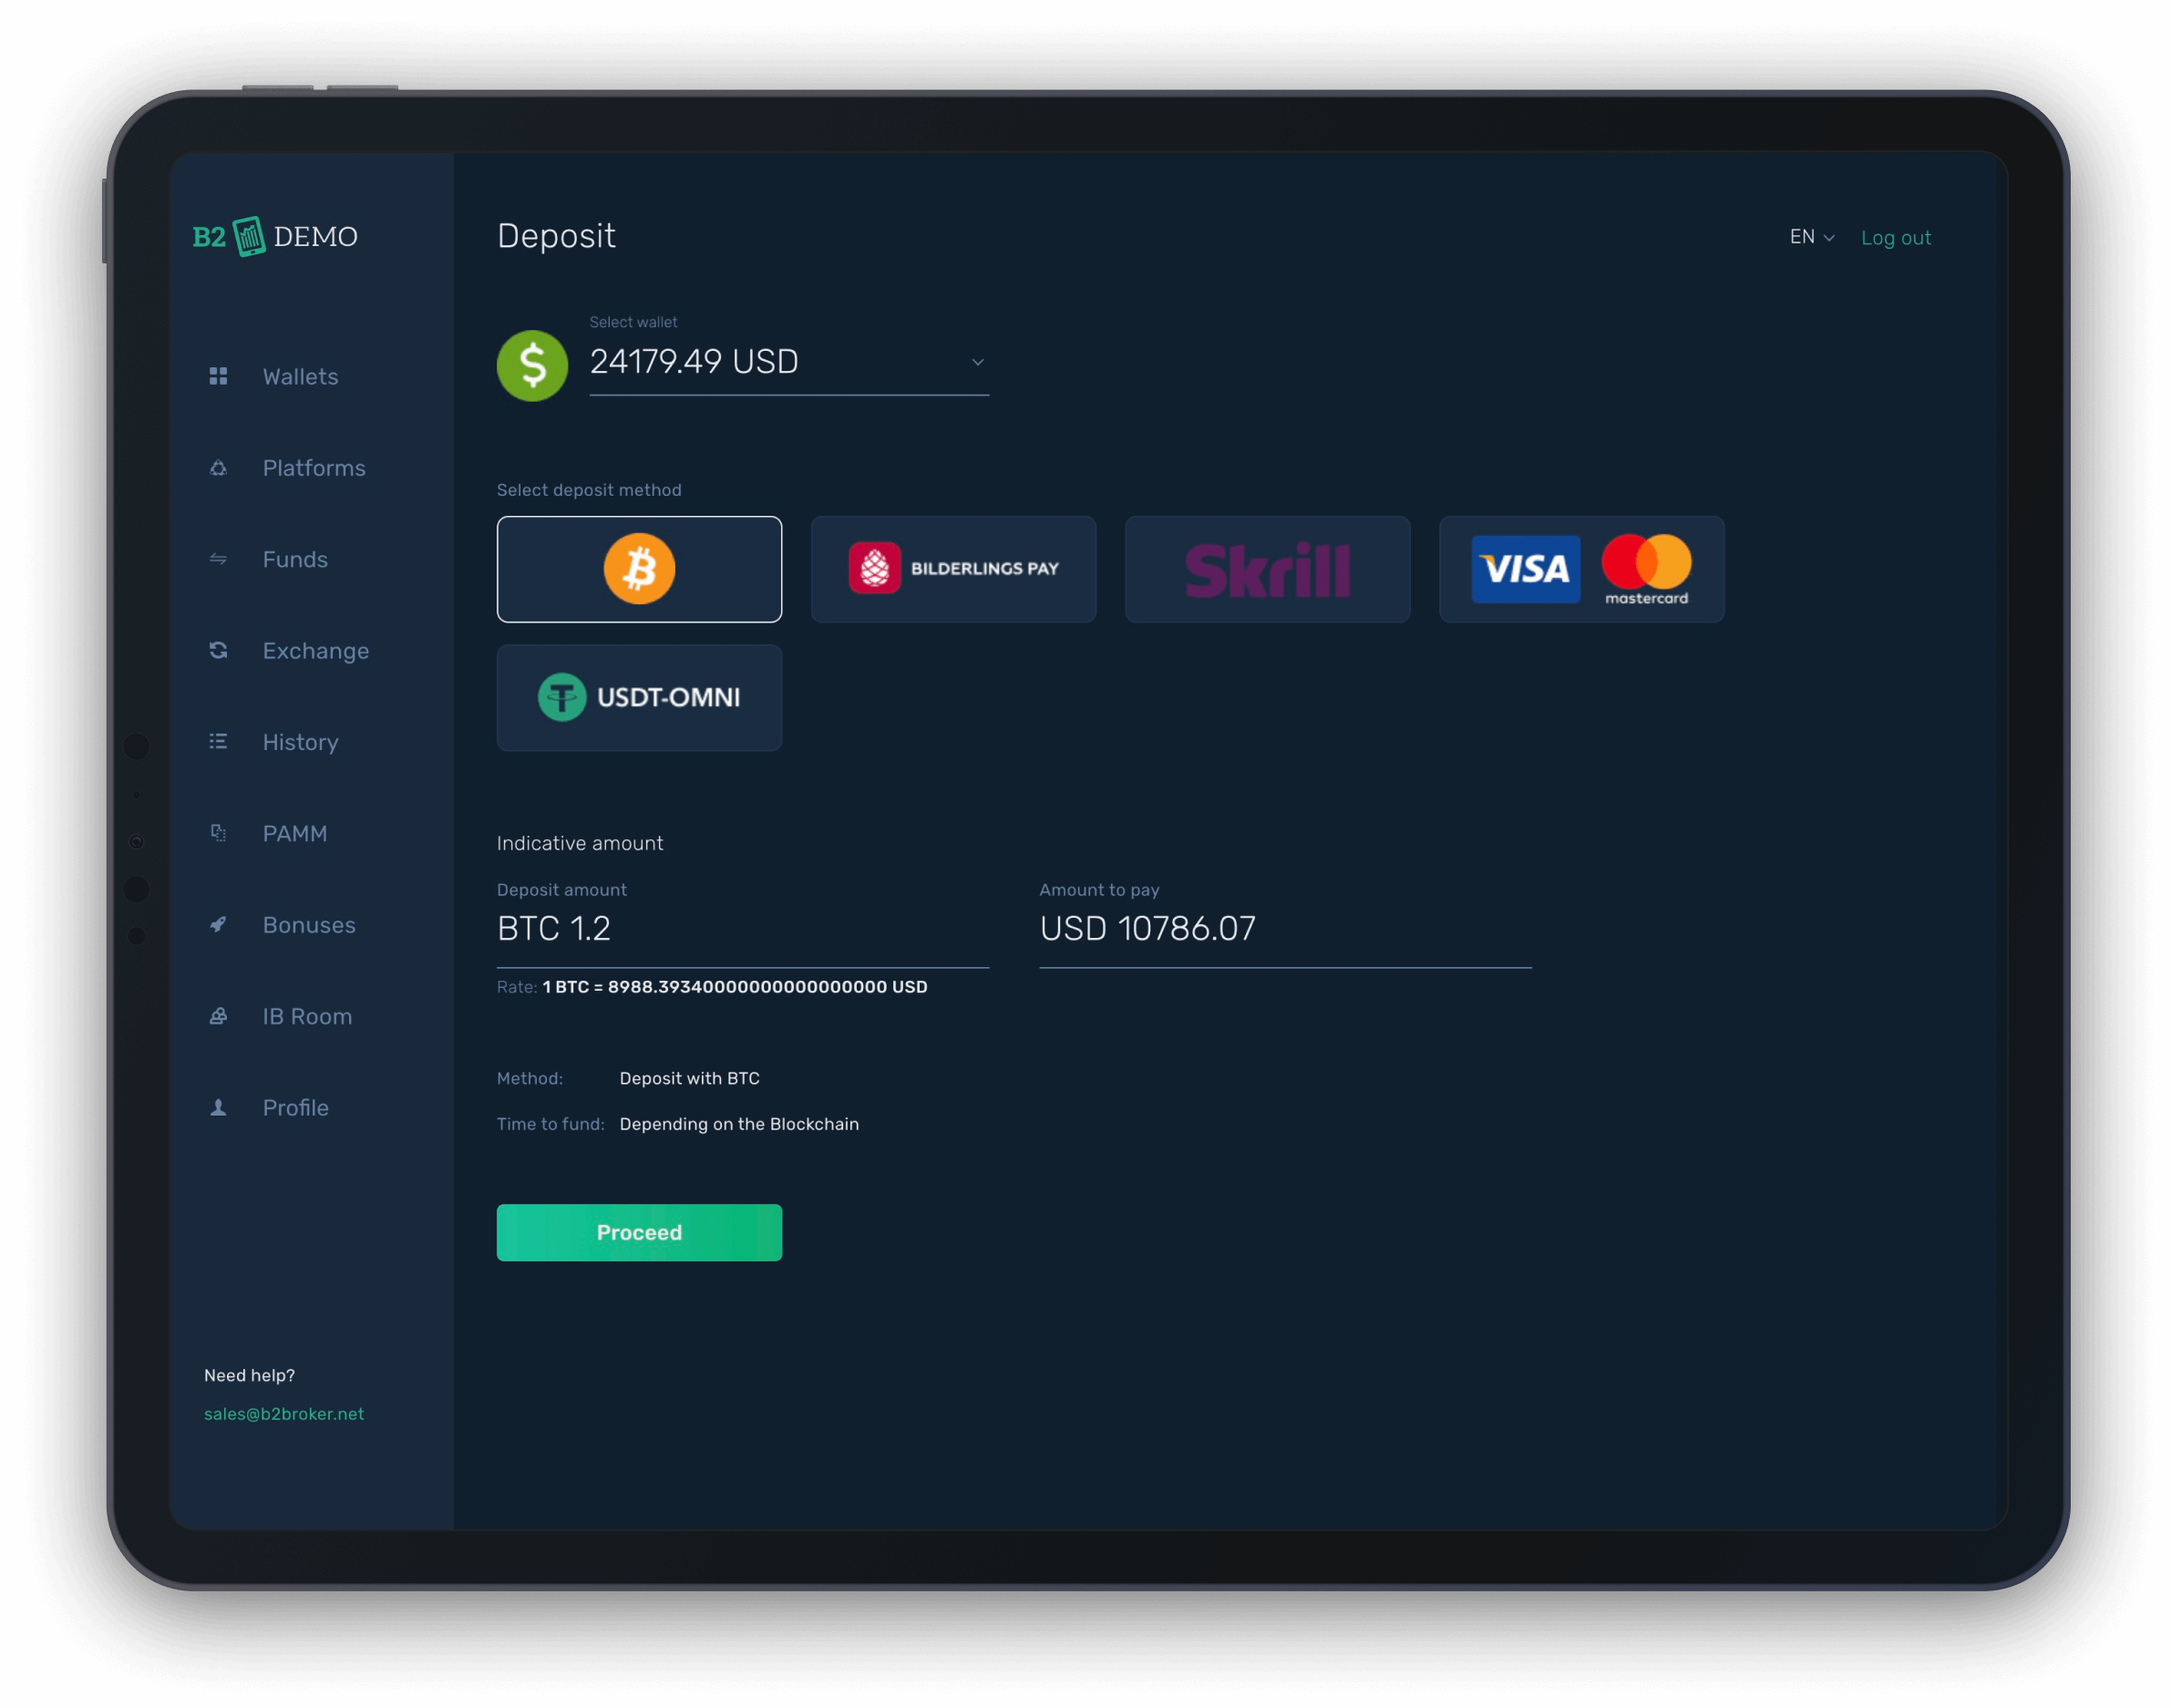 B2 DEMO
Deposit
EN
Log out
Select wallet
24179.49 USD
Wallets
Platforms
Funds
Exchange
History
PAMM
Bonuses
IB Room
Profile
Select deposit method
BILDERLINGS PAY
Skrill
VISA
mastercard
USDT-OMNI
Indicative amount
Deposit amount
BTC 1.2
Amount to pay
USD 10786.07
Rate: 1 BTC = 8988.39340000000000000000 USD
Method: Deposit with BTC
Time to fund: Depending on the Blockchain
Proceed
Need help?
sales@b2broker.net